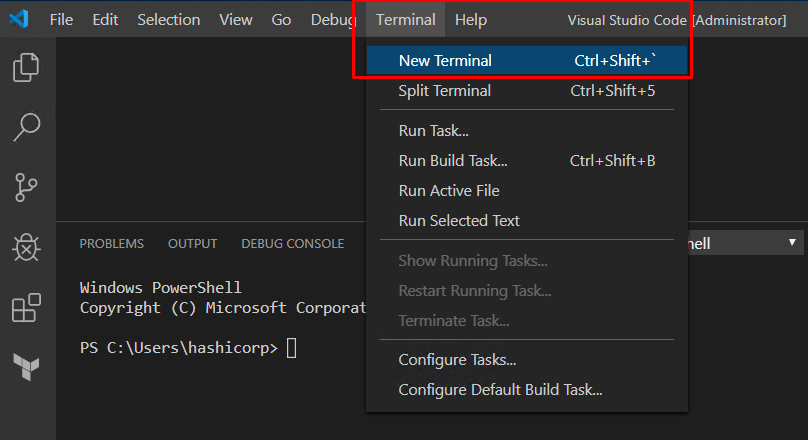 File Edit Selection View Go Debug Terminal Help Visual Studio Code [Administrator]
New Terminal Ctrl+Shift+`
Split Terminal Ctrl+Shift+5
Run Task...
Run Build Task... Ctrl+Shift+B
Run Active File
Run Selected Text
Show Running Tasks...
Restart Running Task...
Terminate Task...
Configure Tasks...
Configure Default Build Task...
PROBLEMS OUTPUT DEBUG CONSOLE
Windows PowerShell
Copyright (C) Microsoft Corporat
PS C:\Users\hashicorp>